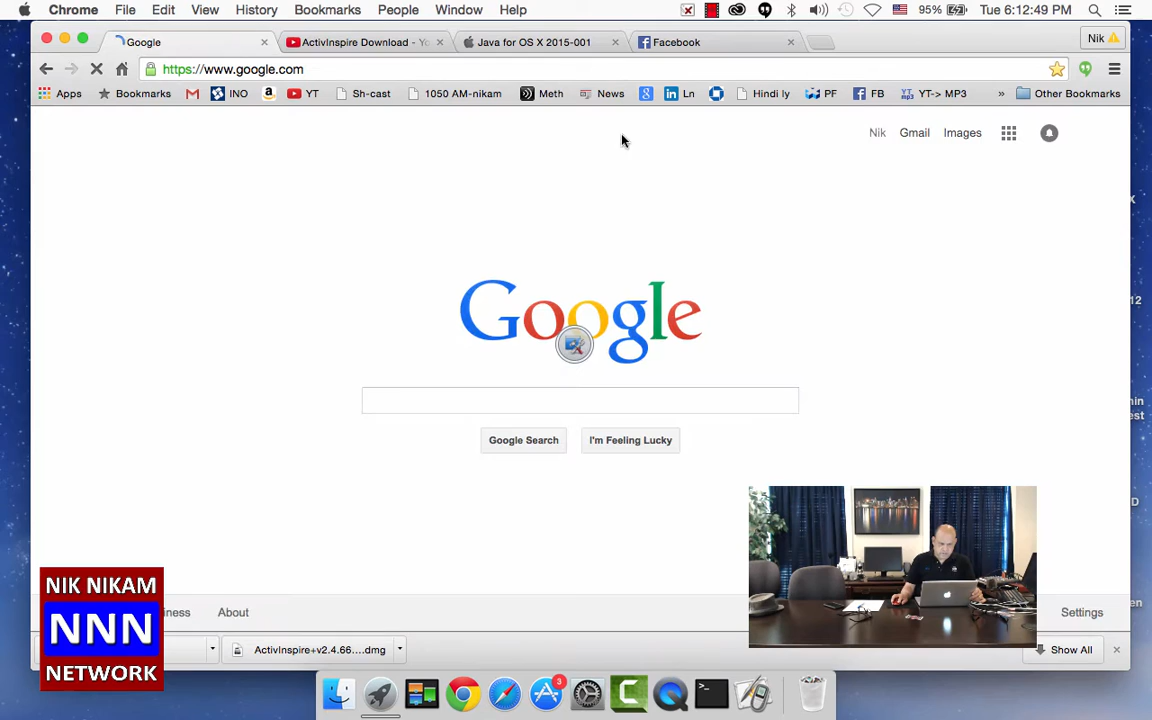 Chrome File Edit View History Bookmarks People Window Help 95% Tue 6:12:49 PM
Google ActivInspire Download - Yo Java for OS X 2015-001 Facebook Nik
https://www.google.com
Apps Bookmarks INO YT Sh-cast 1050 AM-nikam Meth News Ln Hindi ly PF FB YT-> MP3 » Other Bookmarks
Nik Gmail Images
Google
Google Search I'm Feeling Lucky
iness About Settings
ActivInspire+v2.4.66....dmg Show All
NIK NIKAM
NNN
NETWORK
3